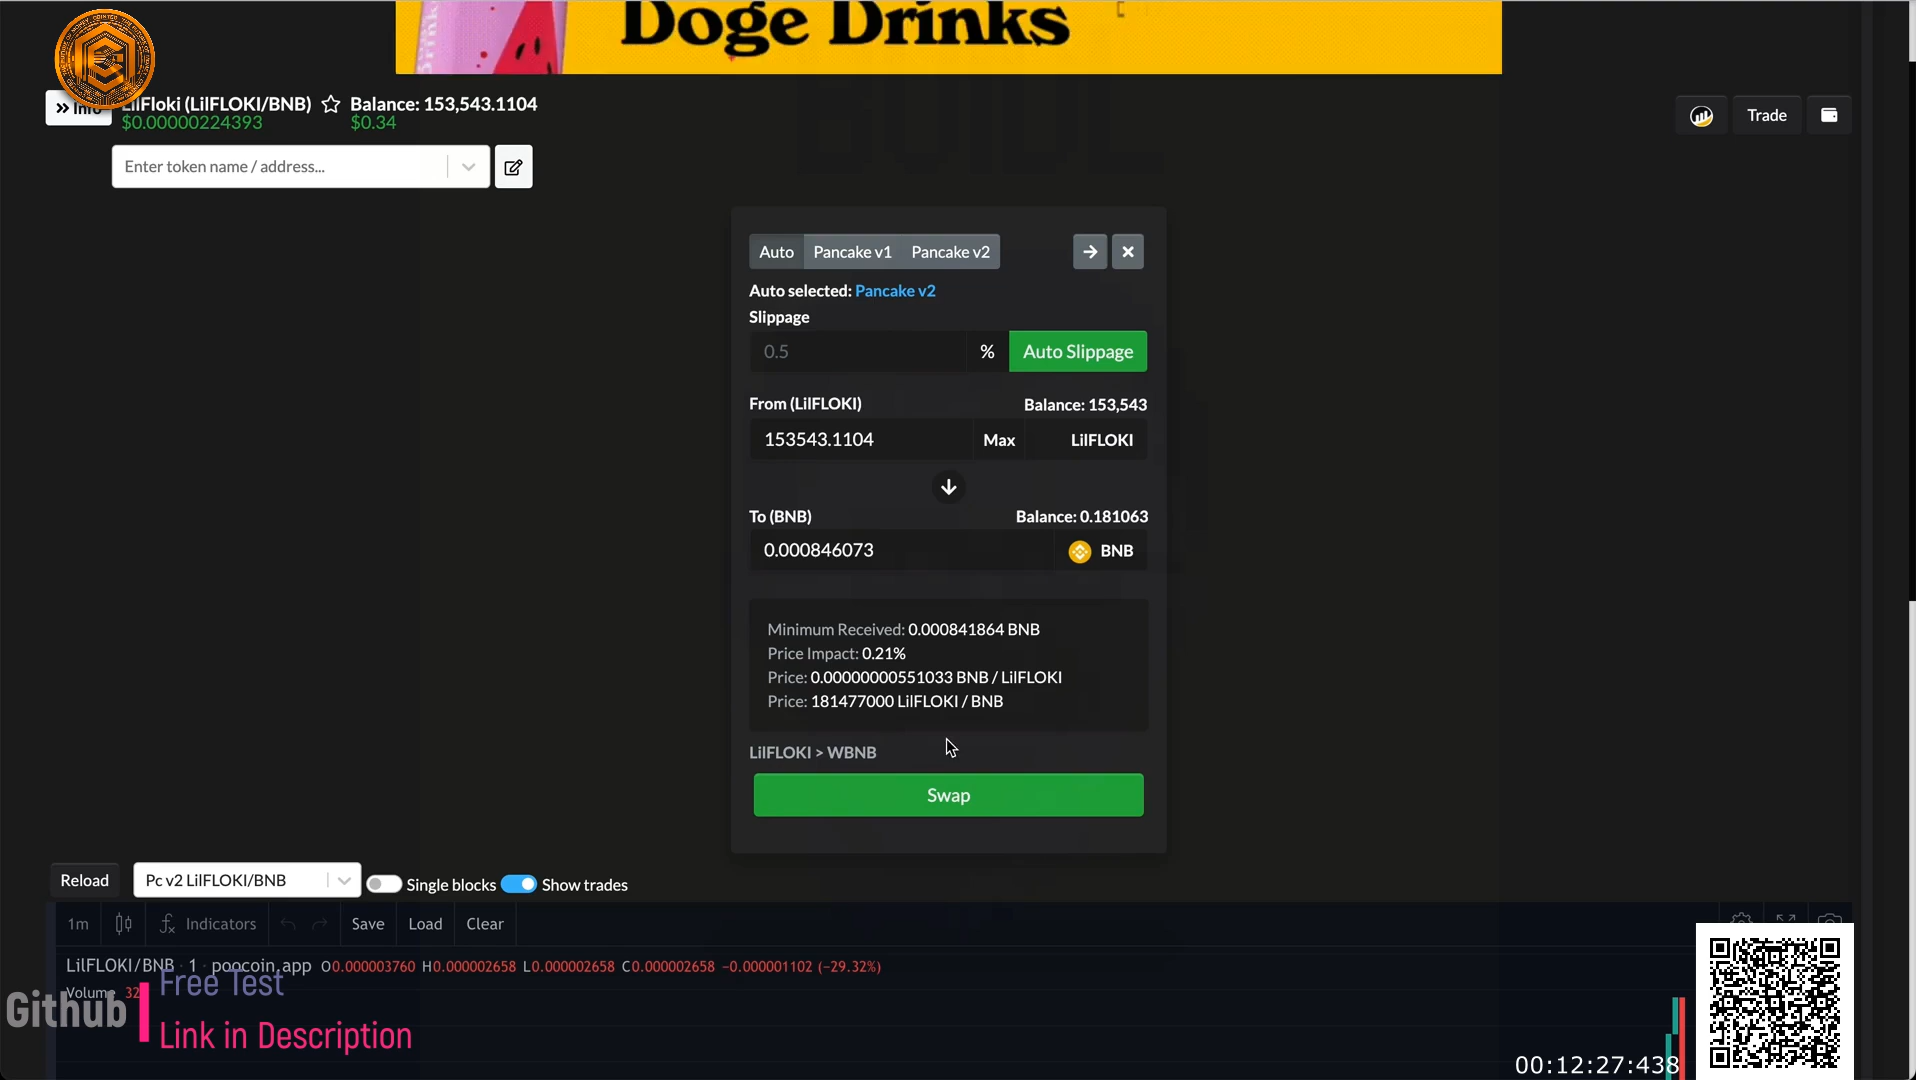 Doge Drinks
Info
LilFloki (LilFLOKI/BNB) Balance: 153,543.1104
$0.00000224393 $0.34
Trade
Enter token name / address...
Auto Pancake v1 Pancake v2
Auto selected: Pancake v2
Slippage
0.5 % Auto Slippage
From (LilFLOKI) Balance: 153,543
153543.1104 Max LilFLOKI
To (BNB) Balance: 0.181063
0.000846073 BNB
Minimum Received: 0.000841864 BNB
Price Impact: 0.21%
Price: 0.00000000551033 BNB / LilFLOKI
Price: 181477000 LilFLOKI / BNB
LilFLOKI > WBNB
Swap
Reload Pc v2 LilFLOKI/BNB Single blocks Show trades
1m Indicators Save Load Clear
LilFLOKI/BNB · 1 · poocoin.app O0.000003760 H0.000002658 L0.000002658 C0.000002658 −0.000001102 (−29.32%)
Volume 32
Github
Free Test
Link in Description
00:12:27:438